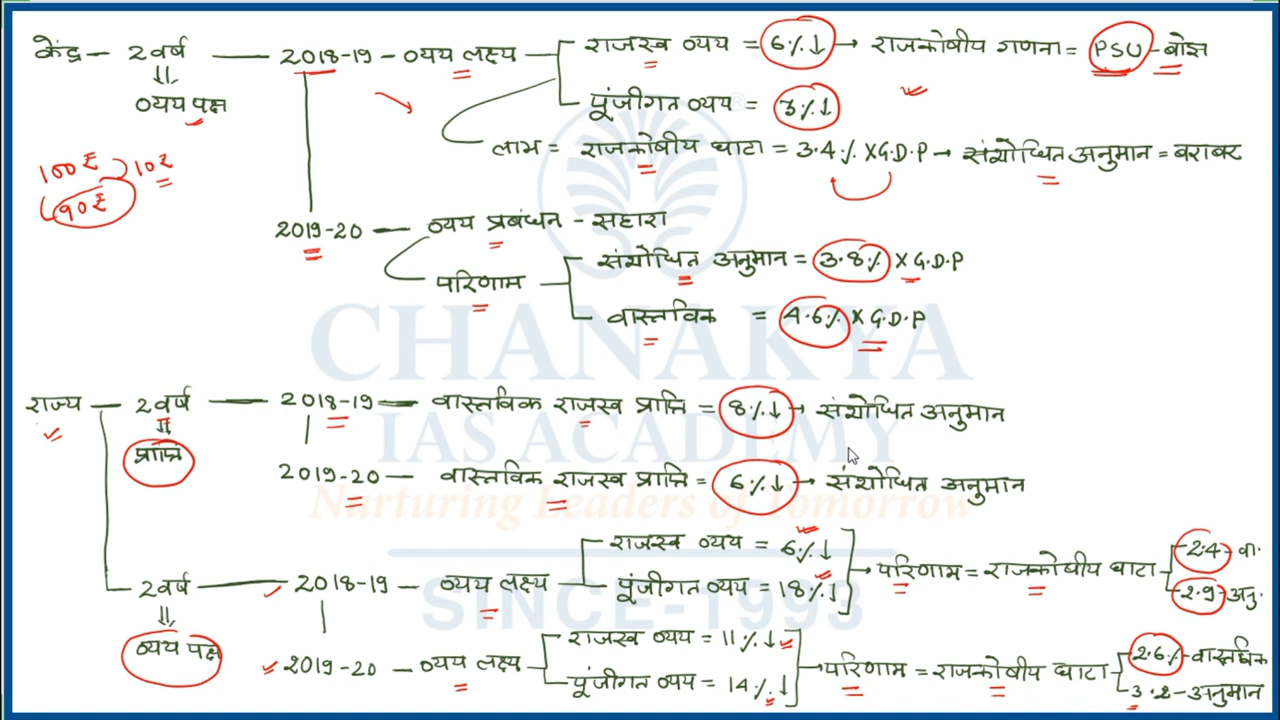 केंद्र — 2 वर्ष — 2018-19 - व्यय लक्ष्य — राजस्व व्यय = 6%↓ → राजकोषीय गणना = PSU - बोझ
⇓
व्यय पक्ष
पूंजीगत व्यय = 3%↓
लाभ = राजकोषीय घाटा = 3.4% X G.D.P → संशोधित अनुमान = बराबर
100₹ 10₹
90₹
2019-20 — व्यय प्रबंधन - सहारा
परिणाम — संशोधित अनुमान = 3.8% X G.D.P
वास्तविक = 4.6% X G.D.P
CHANAKYA
IAS ACADEMY
Nurturing Leaders of Tomorrow
SINCE-1993
राज्य — 2 वर्ष — 2018-19 — वास्तविक राजस्व प्राप्ति = 8%↓ → संशोधित अनुमान
⇓
प्राप्ति
2019-20 — वास्तविक राजस्व प्राप्ति = 6%↓ → संशोधित अनुमान
2 वर्ष — 2018-19 — व्यय लक्ष्य — राजस्व व्यय = 6%↓
पूंजीगत व्यय = 18%↓ → परिणाम = राजकोषीय घाटा — 2.4 - वा.
2.9 - अनु.
⇓
व्यय पक्ष
2019-20 — व्यय लक्ष्य — राजस्व व्यय = 11%↓
पूंजीगत व्यय = 14%↓ → परिणाम = राजकोषीय घाटा — 2.6% - वास्तविक
3.2 - अनुमान